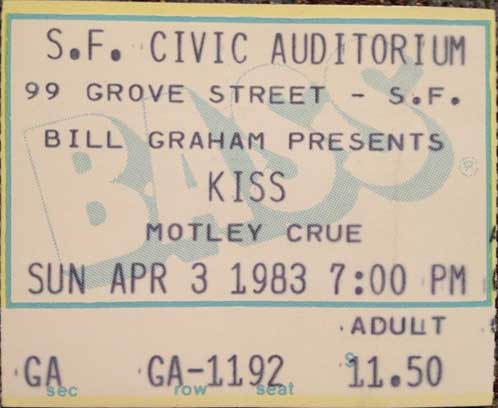 S.F. CIVIC AUDITORIUM
99 GROVE STREET - S.F.
BILL GRAHAM PRESENTS
BASS®
KISS
MOTLEY CRUE
SUN APR 3 1983 7:00 PM
ADULT
GA GA-1192 $11.50
sec row seat